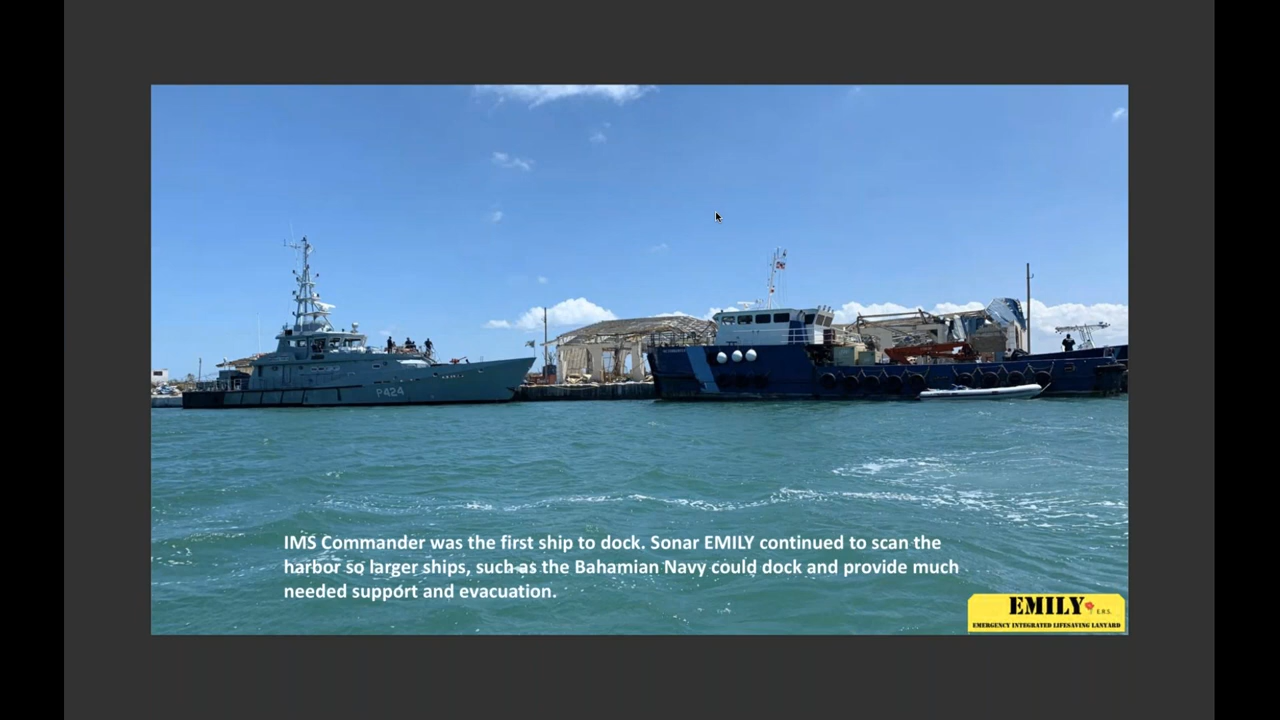 P424
IMS Commander was the first ship to dock. Sonar EMILY continued to scan the
harbor so larger ships, such as the Bahamian Navy could dock and provide much
needed support and evacuation.
EMILY E.R.S.
EMERGENCY INTEGRATED LIFESAVING LANYARD